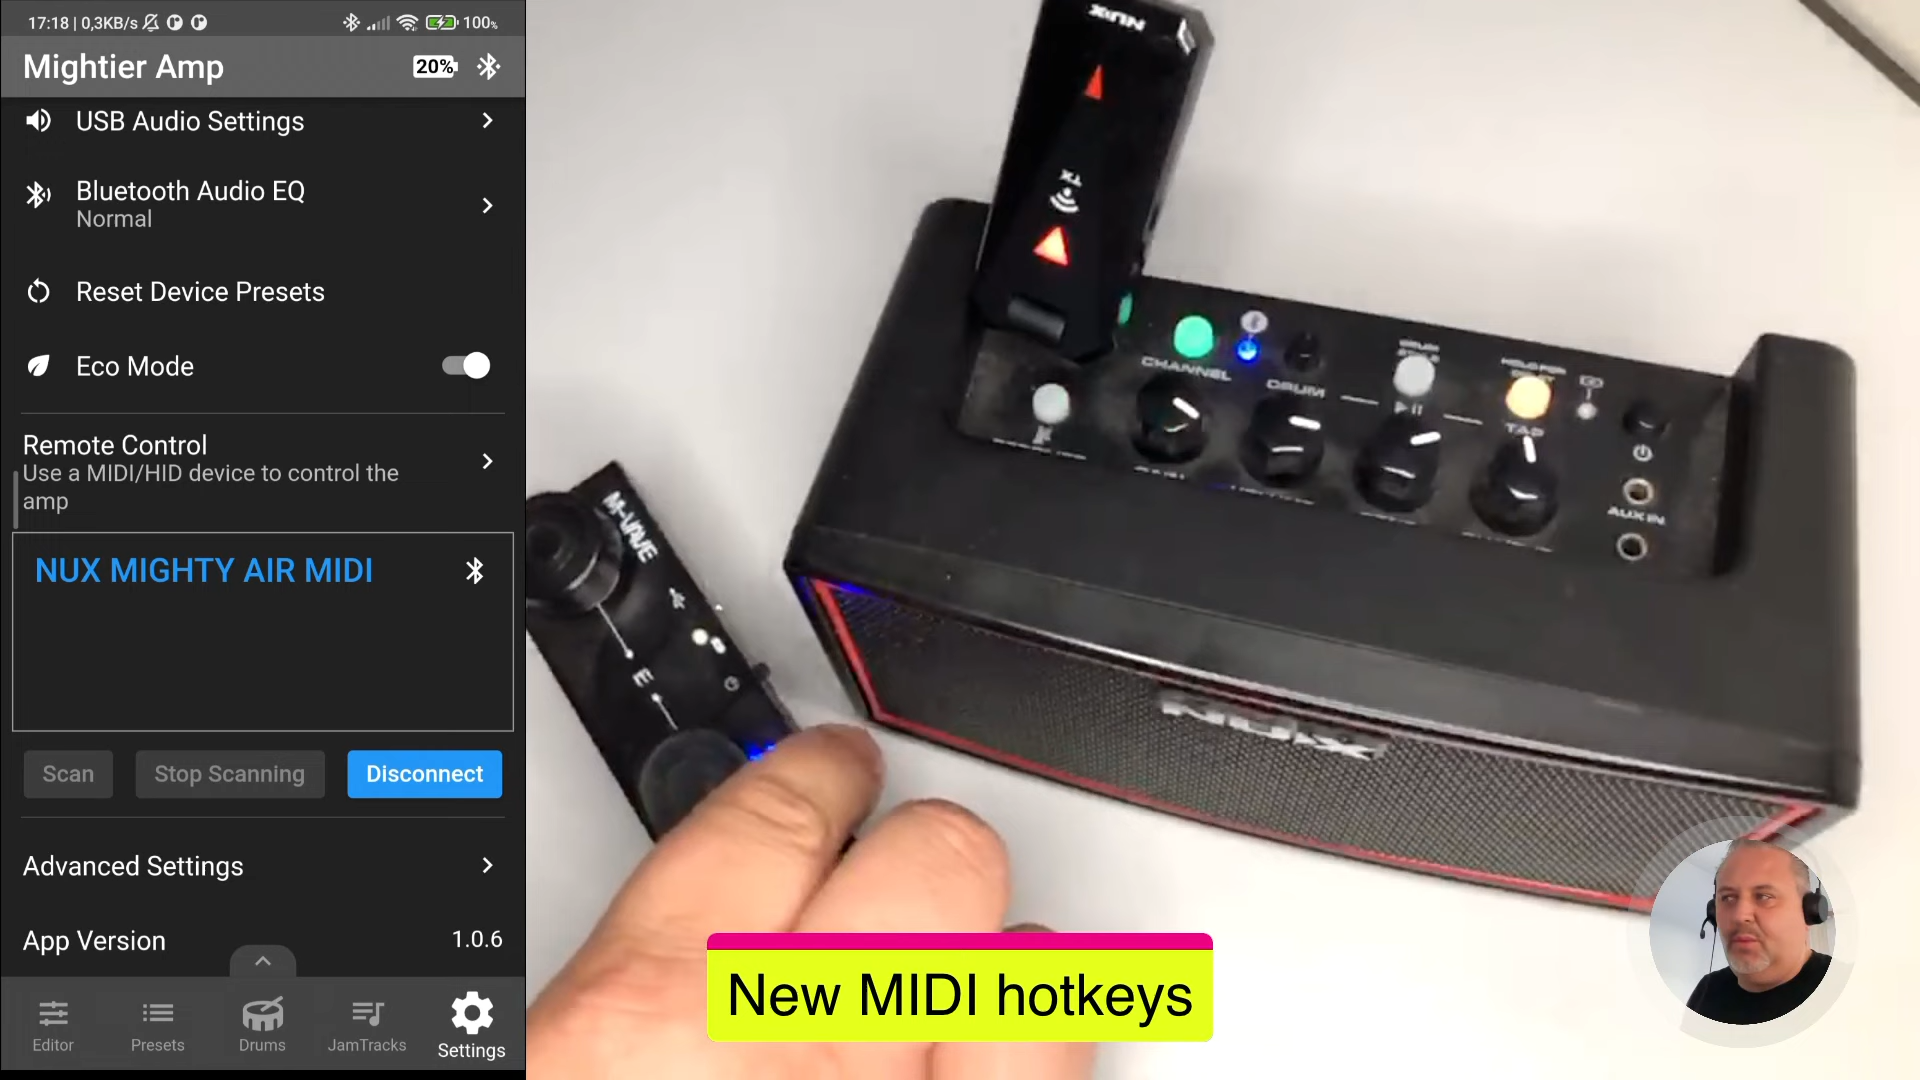 17:18 | 0,3KB/s
100%
Mightier Amp
20%
USB Audio Settings
Bluetooth Audio EQ
Normal
Reset Device Presets
Eco Mode
Remote Control
Use a MIDI/HID device to control the
amp
NUX MIGHTY AIR MIDI
Scan
Stop Scanning
Disconnect
Advanced Settings
App Version
1.0.6
Editor
Presets
Drums
JamTracks
Settings
NUX
TX
CHANNEL
DRUM
TAP
AUX IN
M-VAVE
E
NUX
New MIDI hotkeys